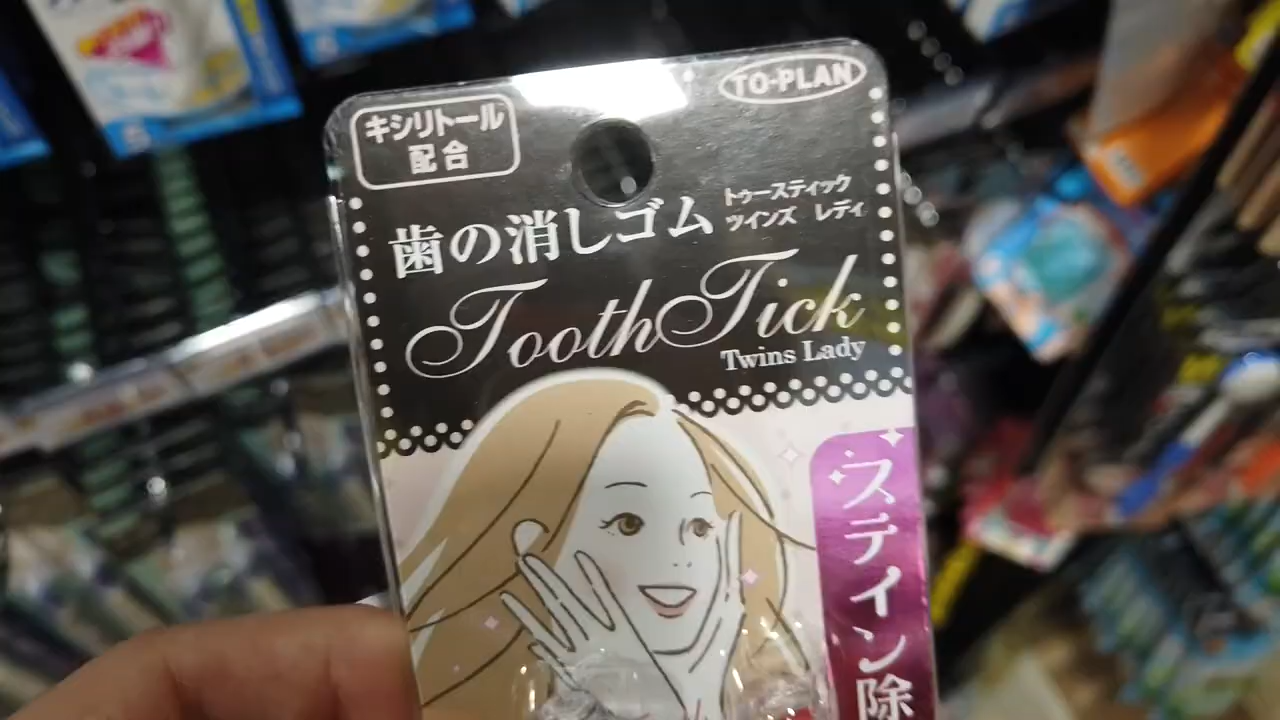 TO-PLAN
キシリトール
配合
歯の消しゴム
トゥースティック
ツインズ レディ
ToothTick
Twins Lady
ステイン除